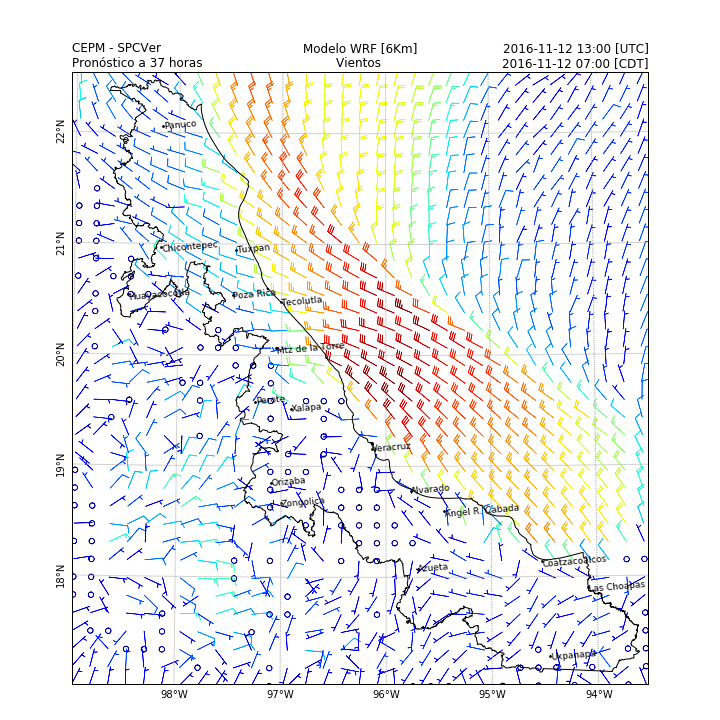 CEPM - SPCVer
Modelo WRF [6Km]
2016-11-12 13:00 [UTC]
Pronóstico a 37 horas
Vientos
2016-11-12 07:00 [CDT]
22°N
Panuco
21°N
Chicontepec
Tuxpan
Huayacocotla
Poza Rica
Tecolutla
20°N
Mtz de la Torre
Perote
Xalapa
Veracruz
19°N
Orizaba
Alvarado
Zongolica
Angel R. Cabada
18°N
Azueta
Coatzacoalcos
Las Choapas
Uxpanapa
98°W
97°W
96°W
95°W
94°W